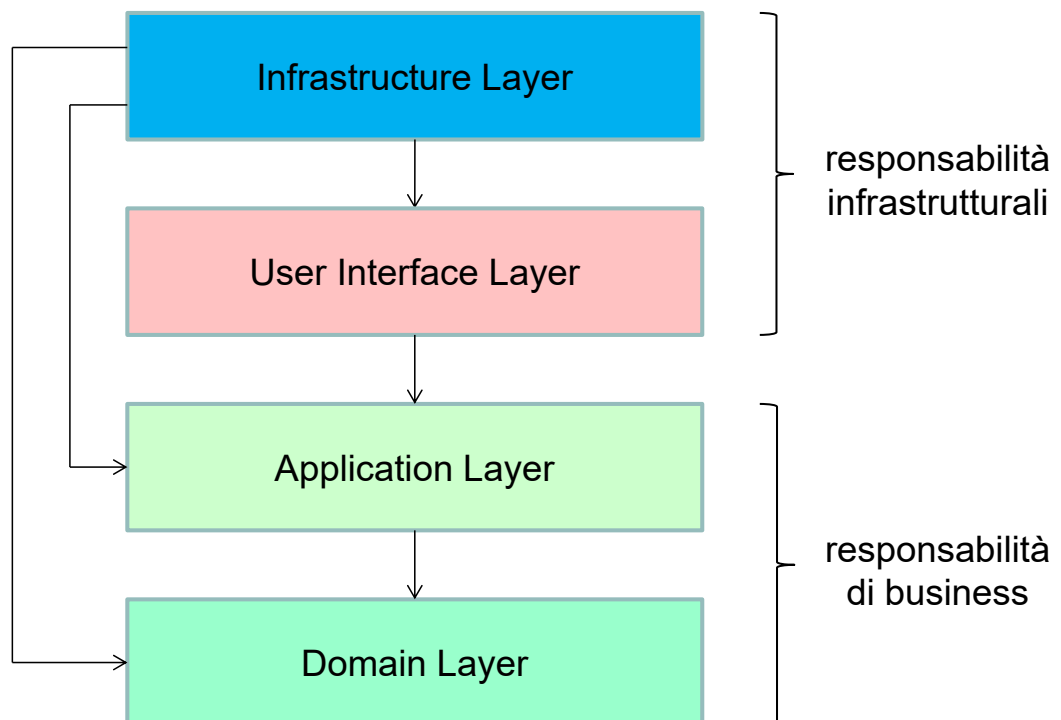 Infrastructure Layer
responsabilità
infrastrutturali
User Interface Layer
Application Layer
responsabilità
di business
Domain Layer